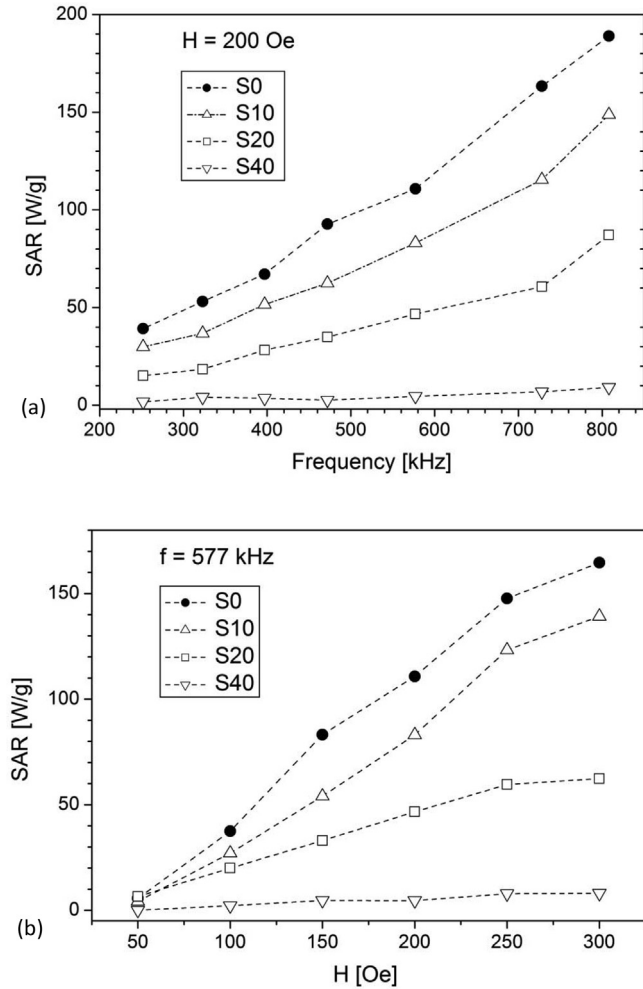 200
H = 200 Oe
S0
S10
S20
S40
150
100
50
0
SAR [W/g]
(a)
200 300 400 500 600 700 800
Frequency [kHz]
f = 577 kHz
S0
S10
S20
S40
150
100
50
0
SAR [W/g]
(b)
50 100 150 200 250 300
H [Oe]